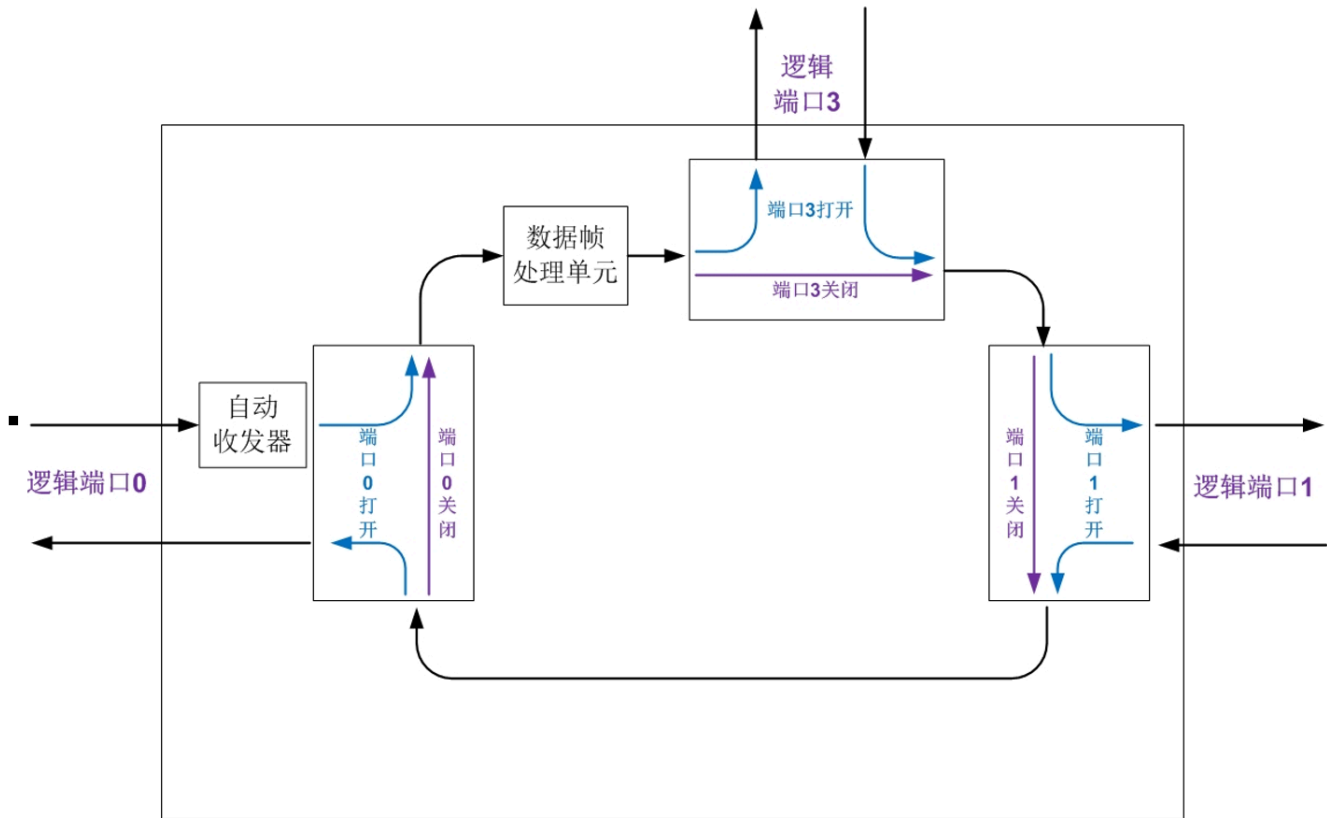 逻辑
端口3
端口3打开
端口3关闭
数据帧
处理单元
自动
收发器
逻辑端口0
端口0打开
端口0关闭
端口1关闭
端口1打开
逻辑端口1